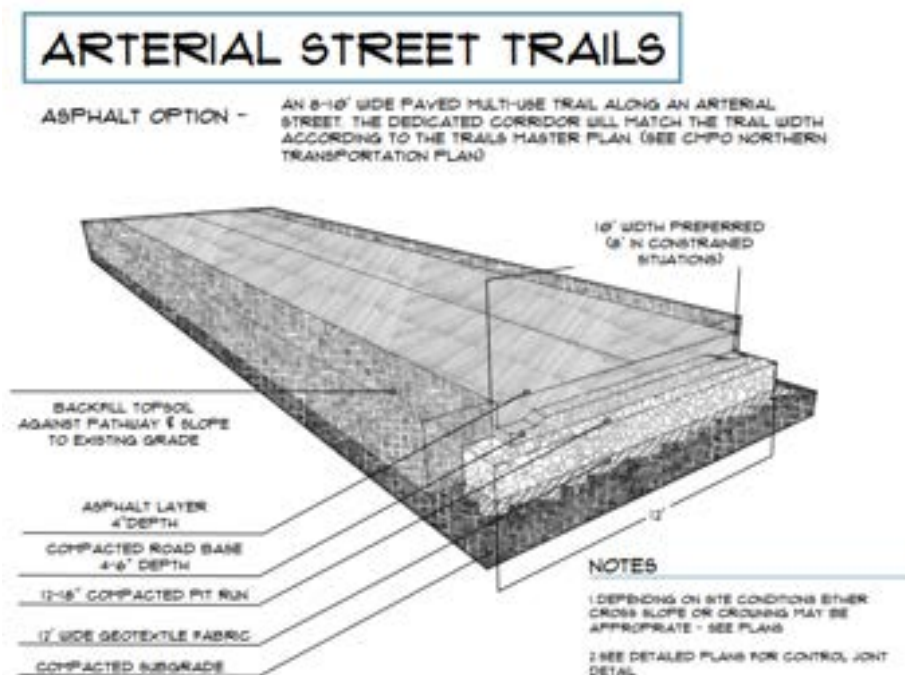 ARTERIAL STREET TRAILS
ASPHALT OPTION -
AN 8-10' WIDE PAVED MULTI-USE TRAIL ALONG AN ARTERIAL
STREET. THE DEDICATED CORRIDOR WILL MATCH THE TRAIL WIDTH
ACCORDING TO THE TRAILS MASTER PLAN. (SEE CMPO NORTHERN
TRANSPORTATION PLAN)
10' WIDTH PREFERRED
(8' IN CONSTRAINED
SITUATIONS)
BACKFILL TOPSOIL
AGAINST PATHWAY & SLOPE
TO EXISTING GRADE
ASPHALT LAYER
4" DEPTH
COMPACTED ROAD BASE
4-6" DEPTH
12-18" COMPACTED PIT RUN
12' WIDE GEOTEXTILE FABRIC
COMPACTED SUBGRADE
12'
NOTES
1. DEPENDING ON SITE CONDITIONS EITHER
CROSS SLOPE OR CROWNING MAY BE
APPROPRIATE - SEE PLANS
2. SEE DETAILED PLANS FOR CONTROL JOINT
DETAIL